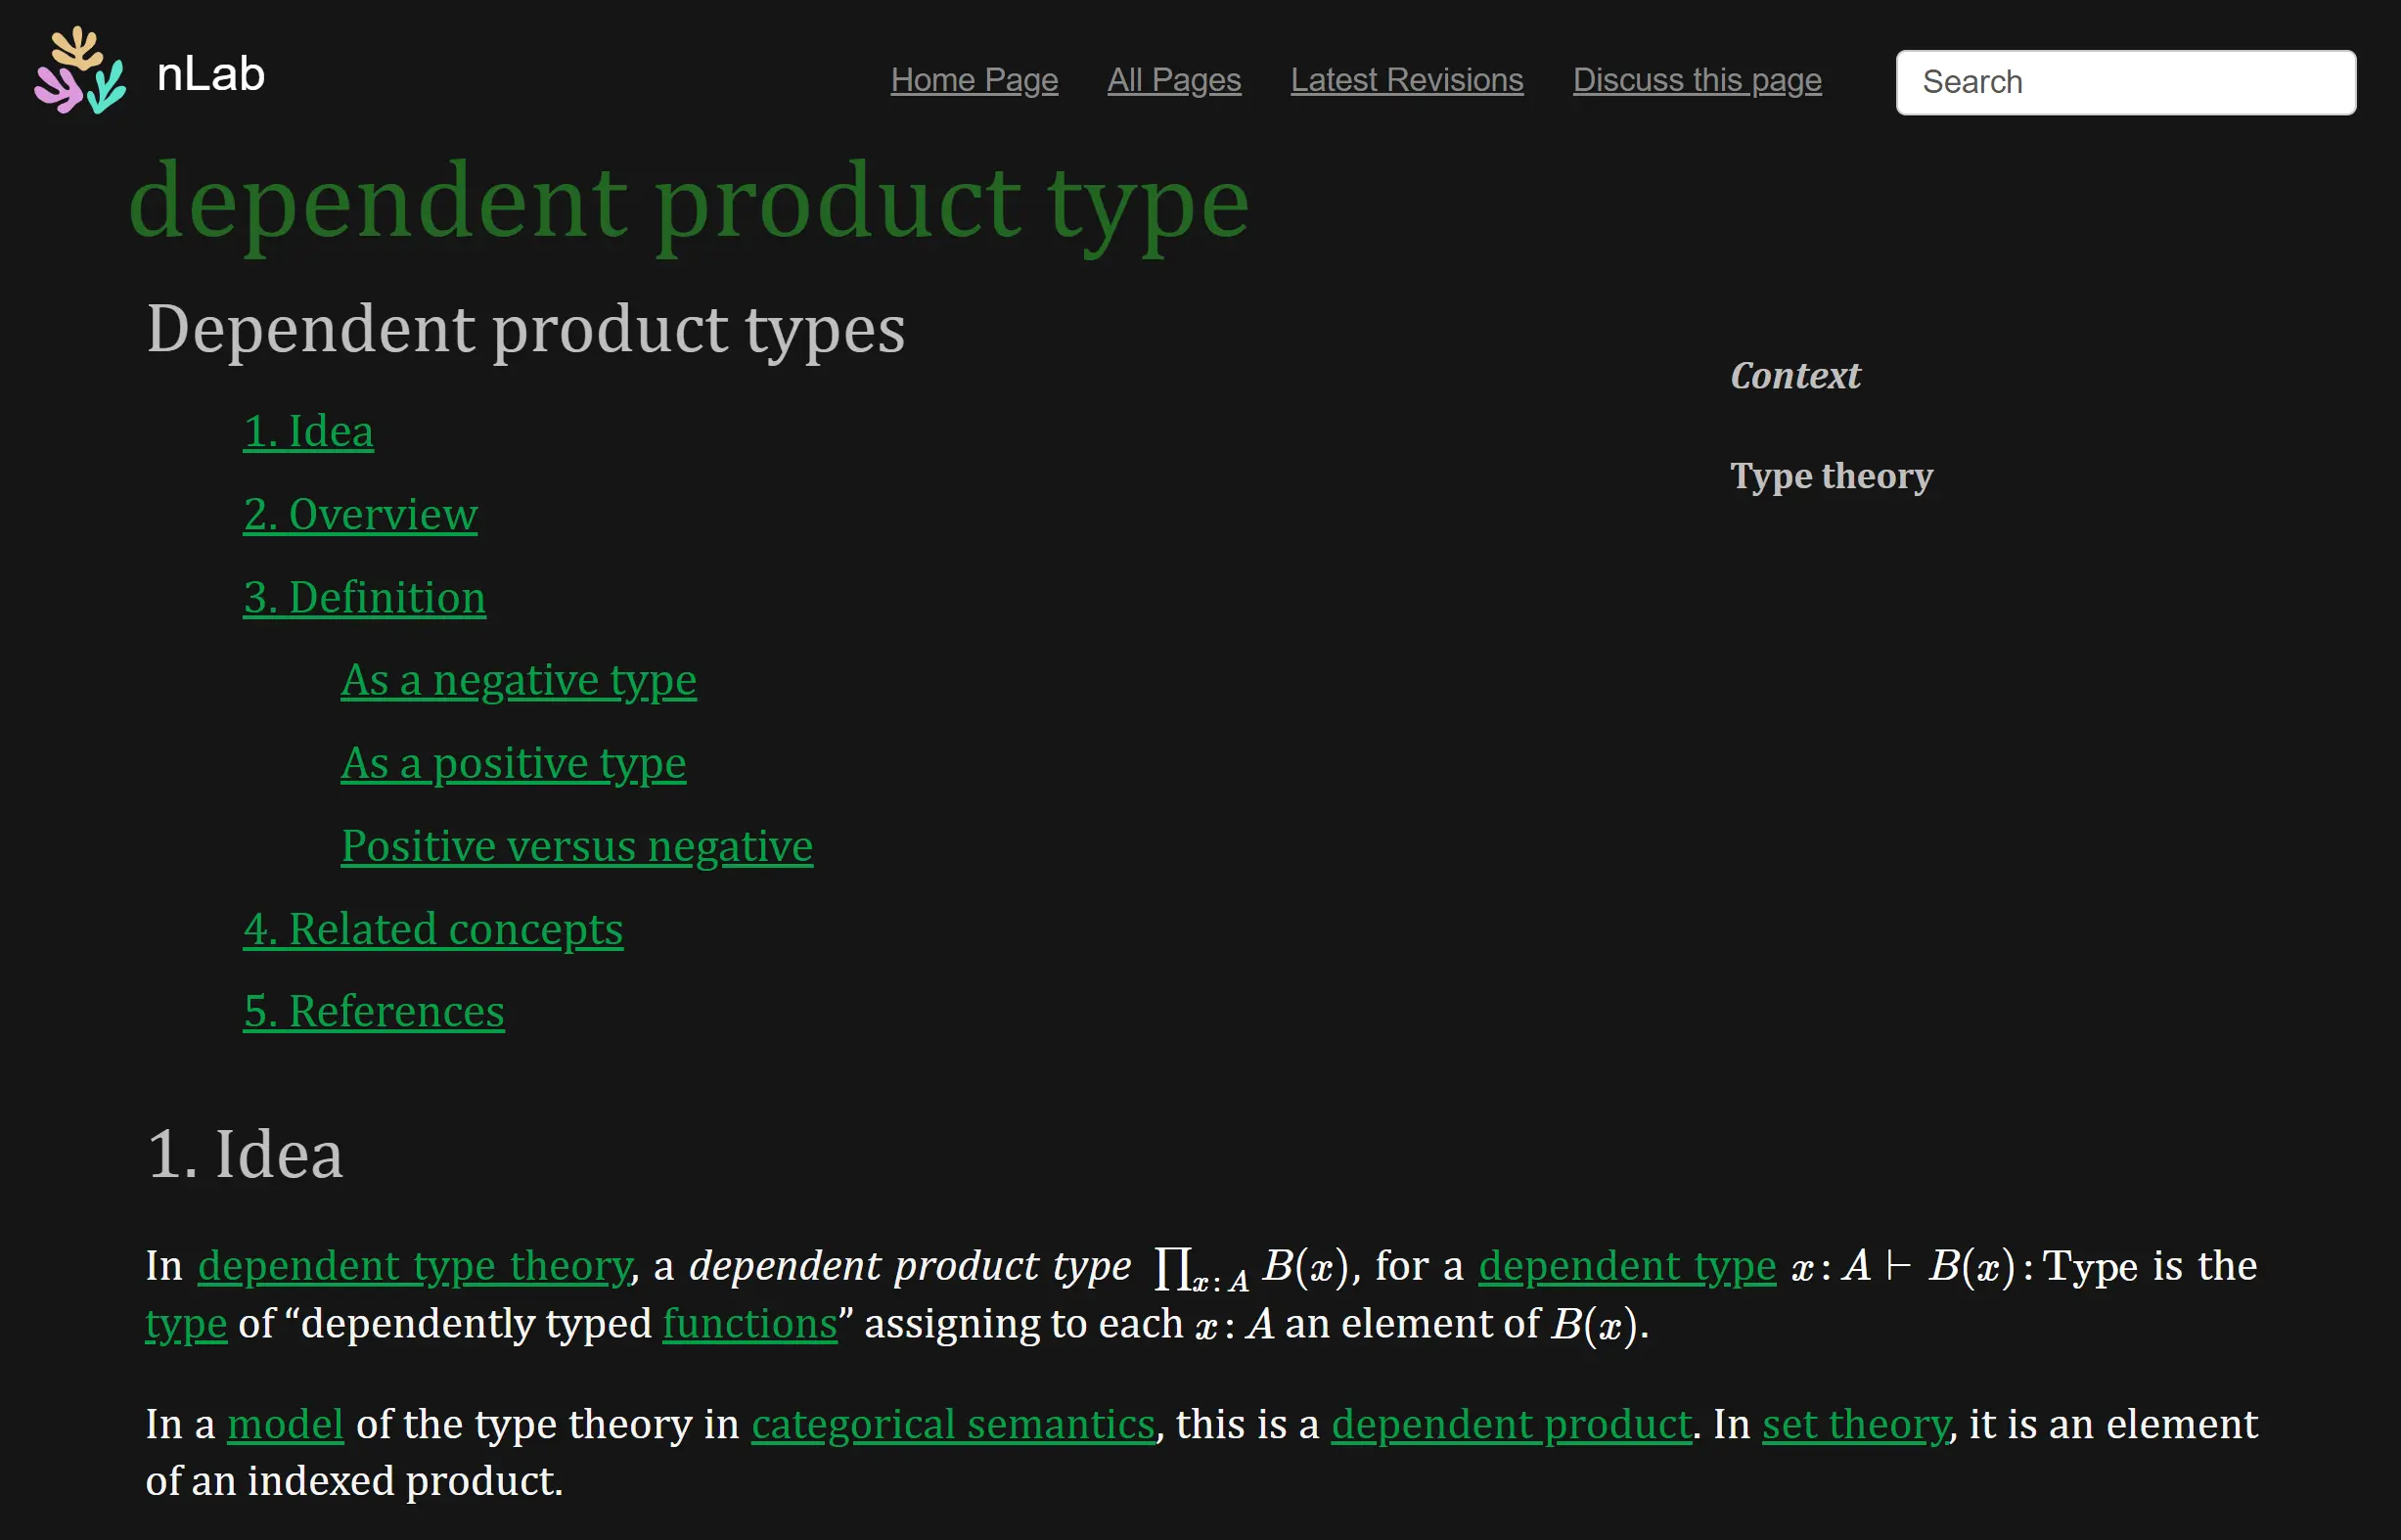 nLab
Home Page All Pages Latest Revisions Discuss this page Search
dependent product type
Dependent product types
Context
Type theory
1. Idea
2. Overview
3. Definition
As a negative type
As a positive type
Positive versus negative
4. Related concepts
5. References
1. Idea
In dependent type theory, a dependent product type ∏x:A B(x), for a dependent type x:A⊢B(x):Type is the
type of “dependently typed functions” assigning to each x:A an element of B(x).
In a model of the type theory in categorical semantics, this is a dependent product. In set theory, it is an element
of an indexed product.